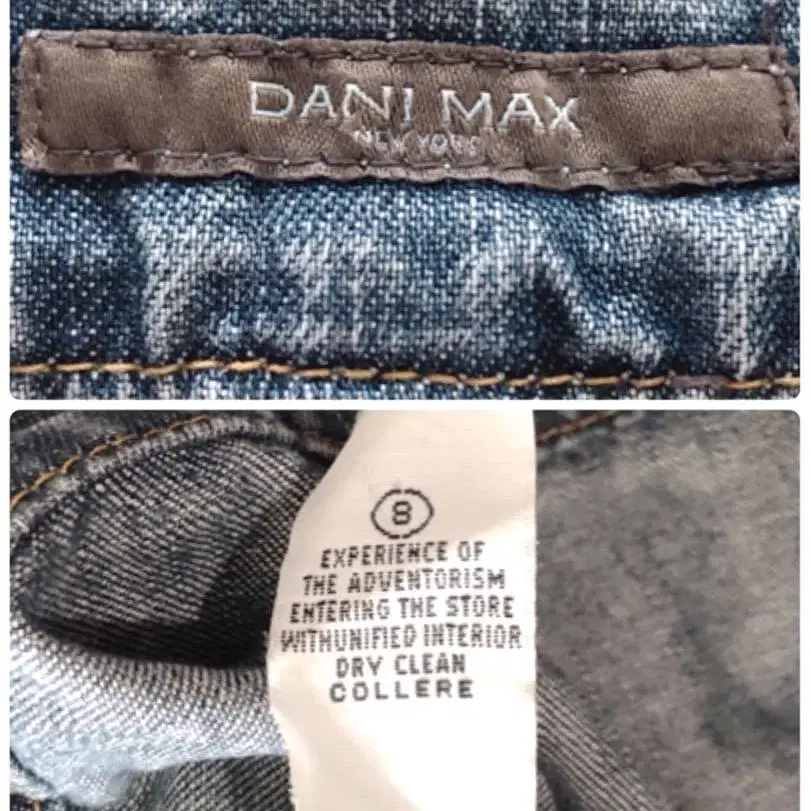 DANI MAX
NEW YORK
8
EXPERIENCE OF
THE ADVENTORISM
ENTERING THE STORE
WITHUNIFIED INTERIOR
DRY CLEAN
COLLERE